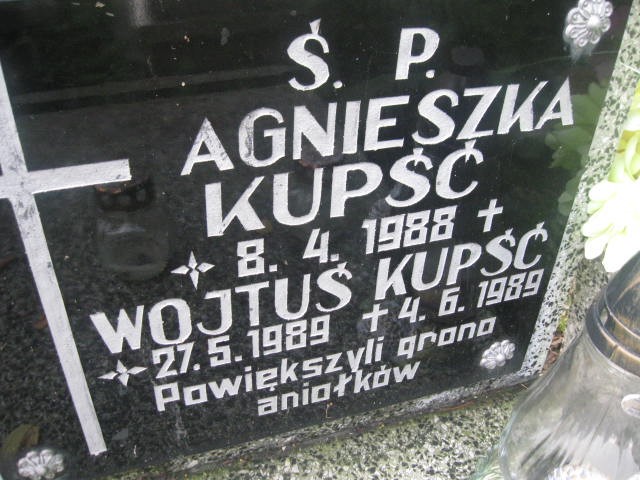 Ś. P.
AGNIESZKA
KUPŚĆ
✧ 8. 4. 1988 +
WOJTUŚ KUPŚĆ
✧ 27. 5. 1989 + 4. 6. 1989
Powiększyli grono
aniołków